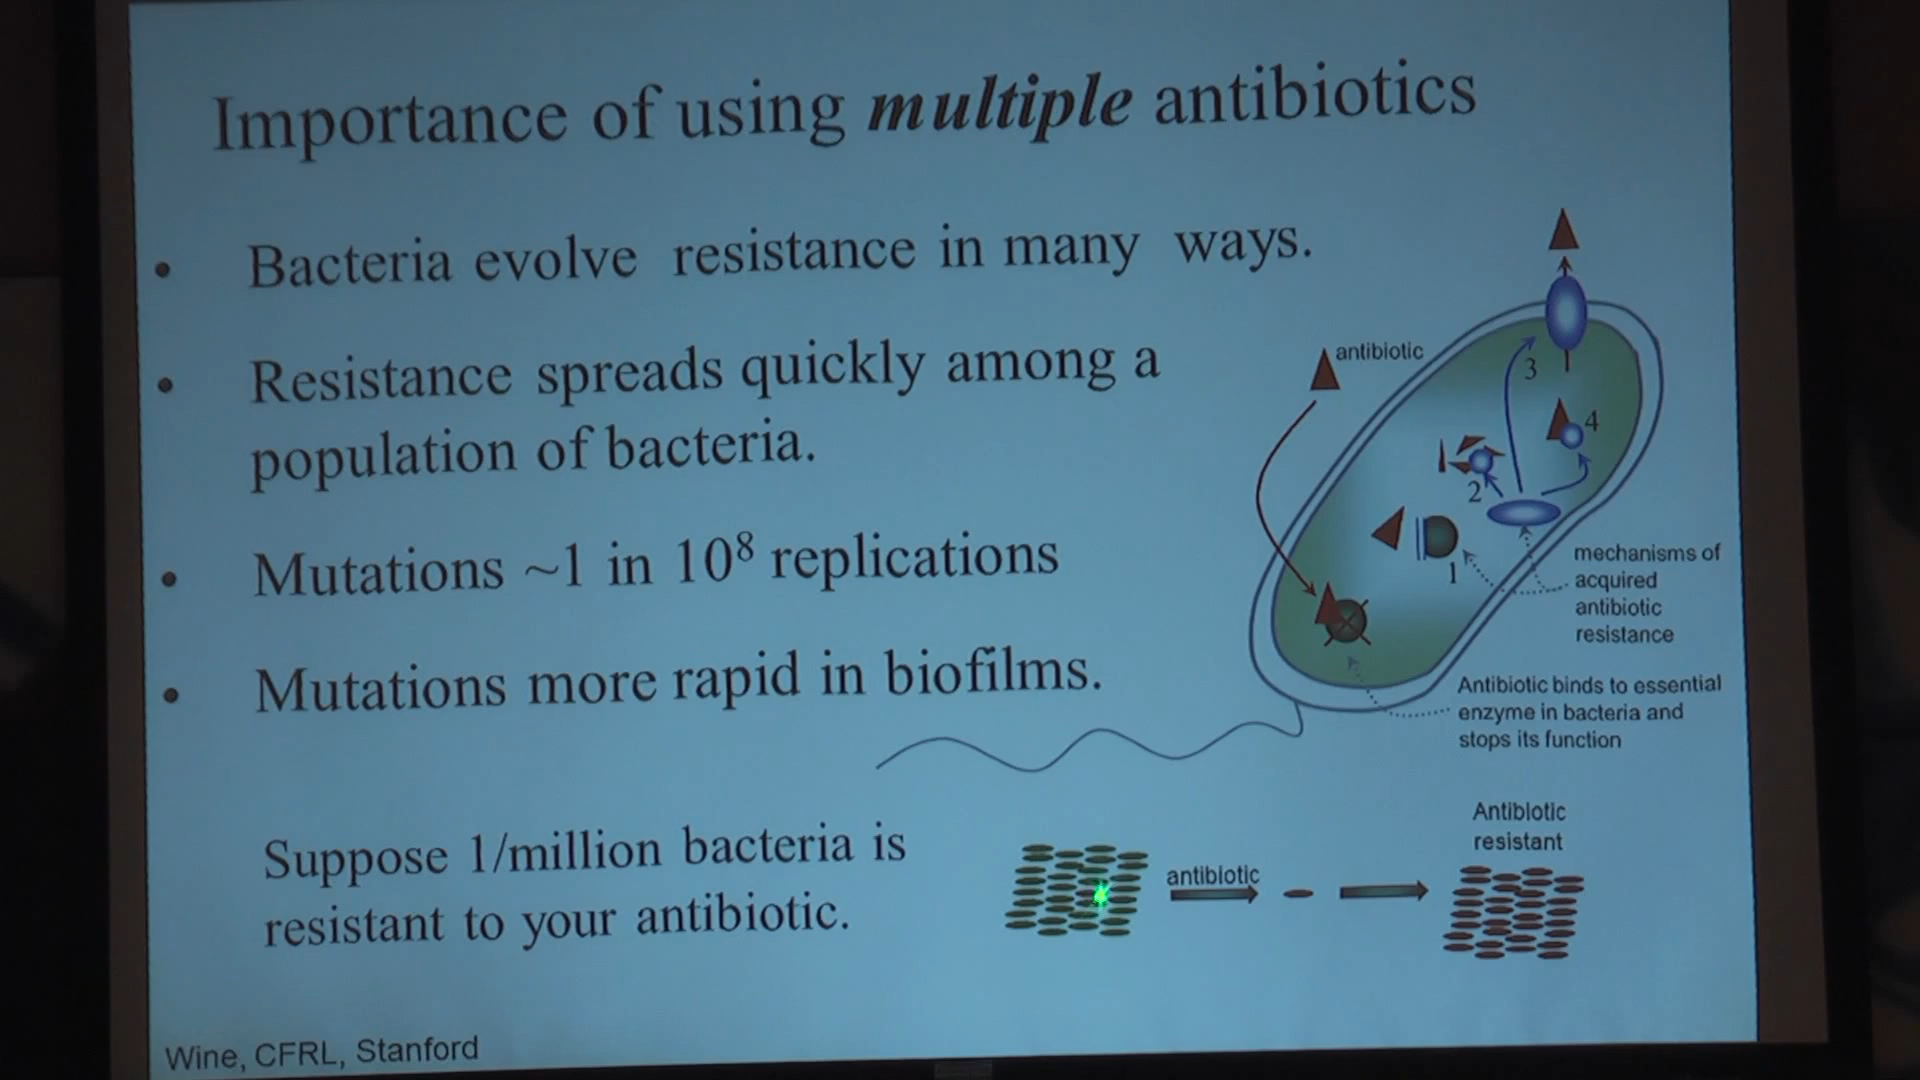 Importance of using multiple antibiotics
• Bacteria evolve resistance in many ways.
• Resistance spreads quickly among a
population of bacteria.
• Mutations ~1 in 10⁸ replications
• Mutations more rapid in biofilms.
antibiotic
3
4
2
1
mechanisms of
acquired
antibiotic
resistance
Antibiotic binds to essential
enzyme in bacteria and
stops its function
Suppose 1/million bacteria is
resistant to your antibiotic.
antibiotic
Antibiotic
resistant
Wine, CFRL, Stanford